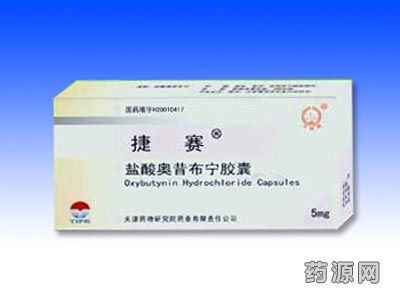 国药准字H20010417
捷 赛®
盐酸奥昔布宁胶囊
Oxybutynin Hydrochloride Capsules
TIPR
天津药物研究院药业有限责任公司
5mg
药源网